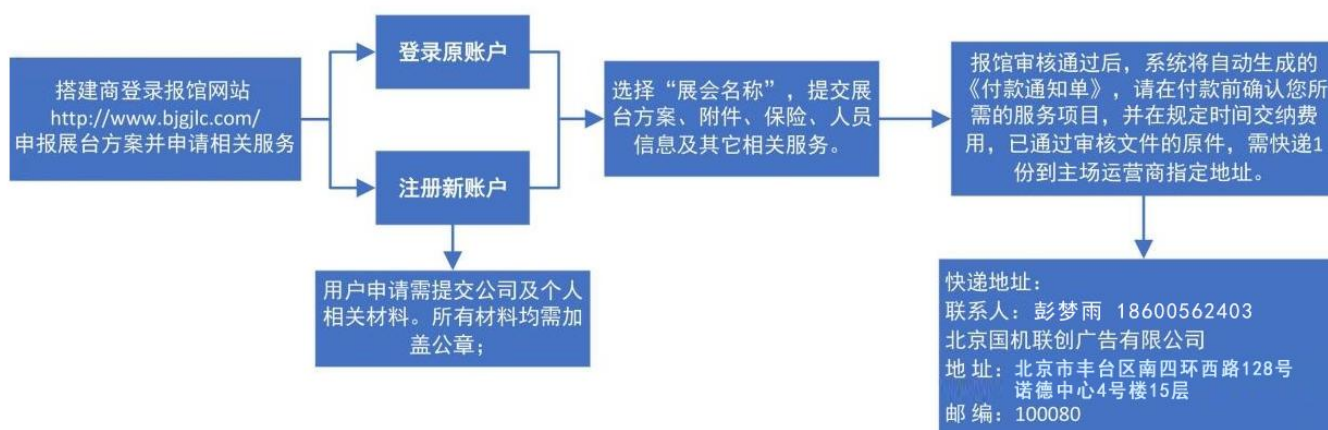 搭建商登录报馆网站
http://www.bjgjlc.com/
申报展台方案并申请相关服务
登录原账户
注册新账户
用户申请需提交公司及个人
相关材料。所有材料均需加
盖公章；
选择“展会名称”，提交展
台方案、附件、保险、人员
信息及其它相关服务。
报馆审核通过后，系统将自动生成的
《付款通知单》，请在付款前确认您所
需的服务项目，并在规定时间交纳费
用，已通过审核文件的原件，需快递1
份到主场运营商指定地址。
快递地址：
联系人：彭梦雨 18600562403
北京国机联创广告有限公司
地 址：北京市丰台区南四环西路128号
诺德中心4号楼15层
邮 编：100080